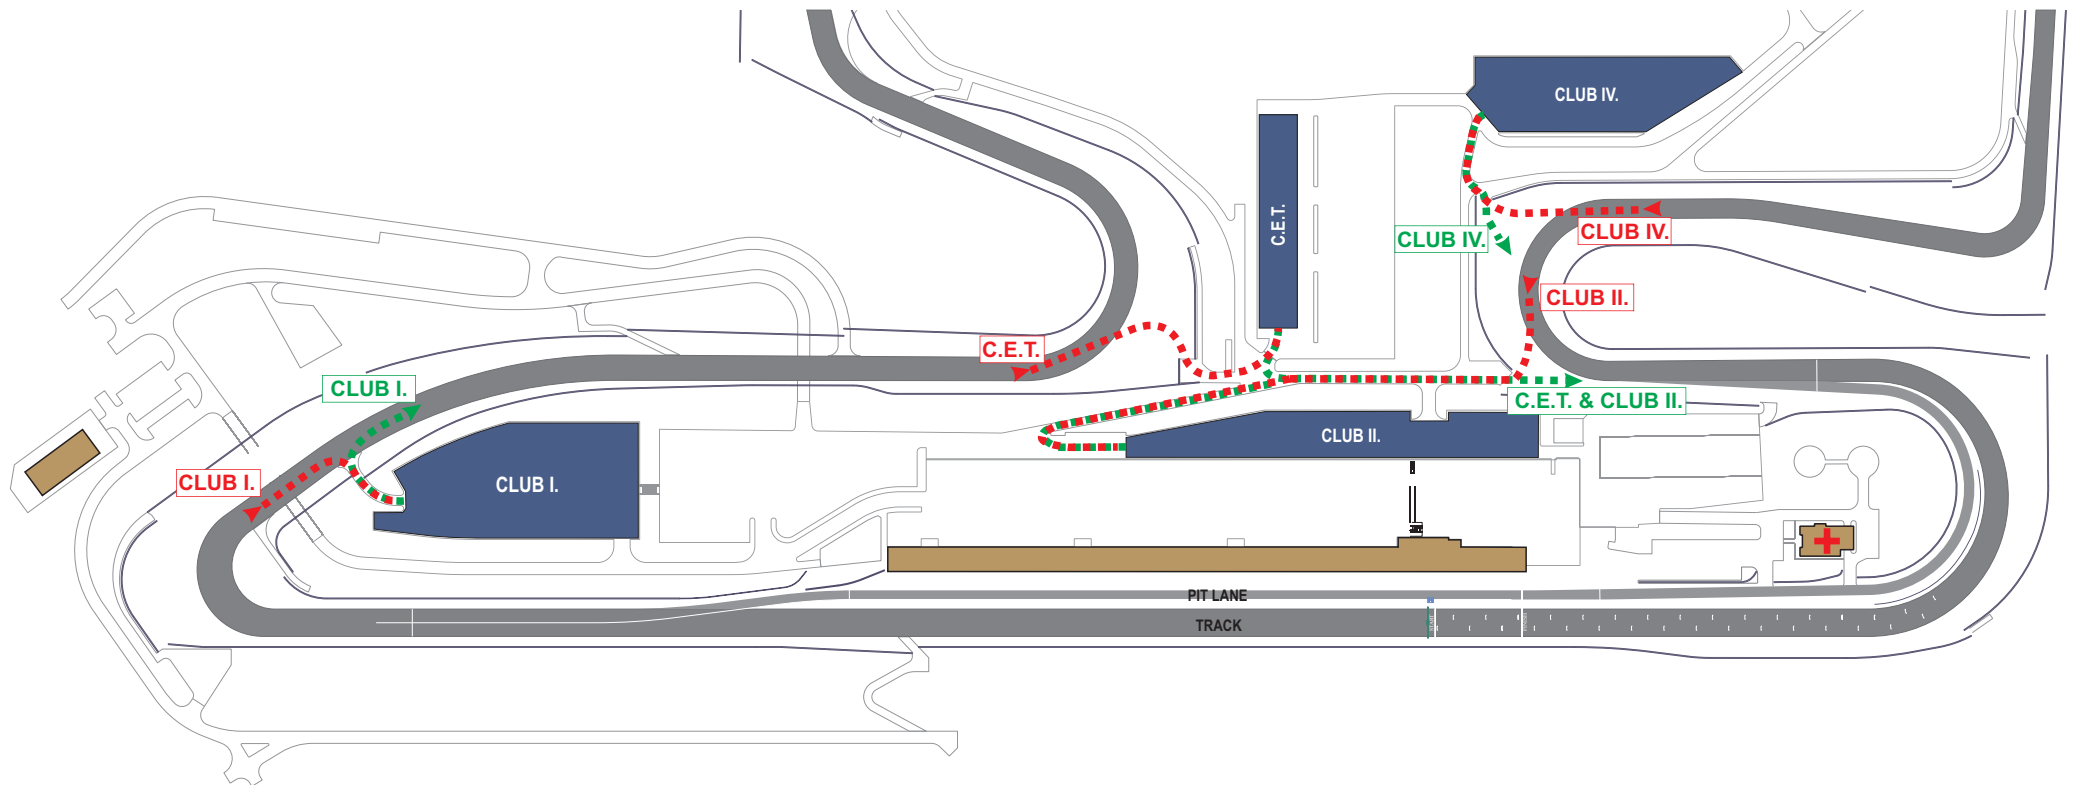 CLUB IV.
C.E.T.
CLUB IV.
CLUB IV.
CLUB II.
C.E.T.
CLUB I.
C.E.T. & CLUB II.
CLUB II.
CLUB I.
CLUB I.
PIT LANE
TRACK